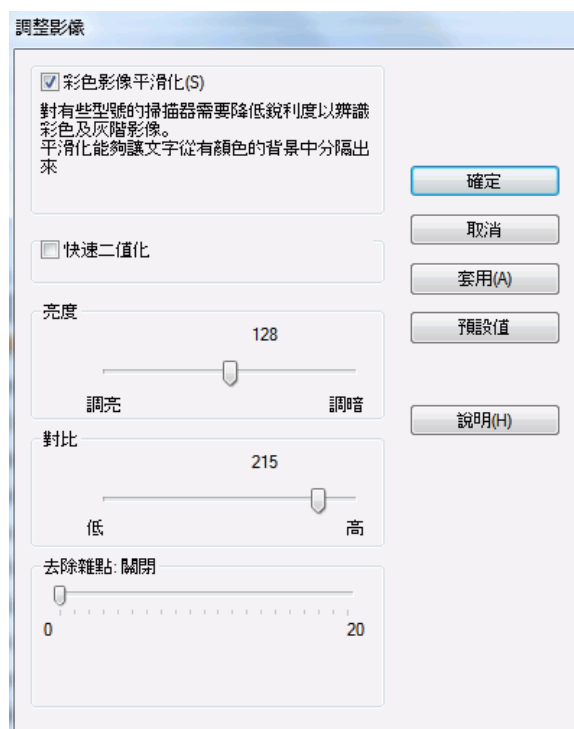 調整影像
彩色影像平滑化(S)
對有些型號的掃描器需要降低銳利度以辨識
彩色及灰階影像。
平滑化能夠讓文字從有顏色的背景中分隔出
來
確定
取消
快速二值化
套用(A)
亮度
128
預設值
調亮
調暗
說明(H)
對比
215
低
高
去除雜點: 關閉
0
20